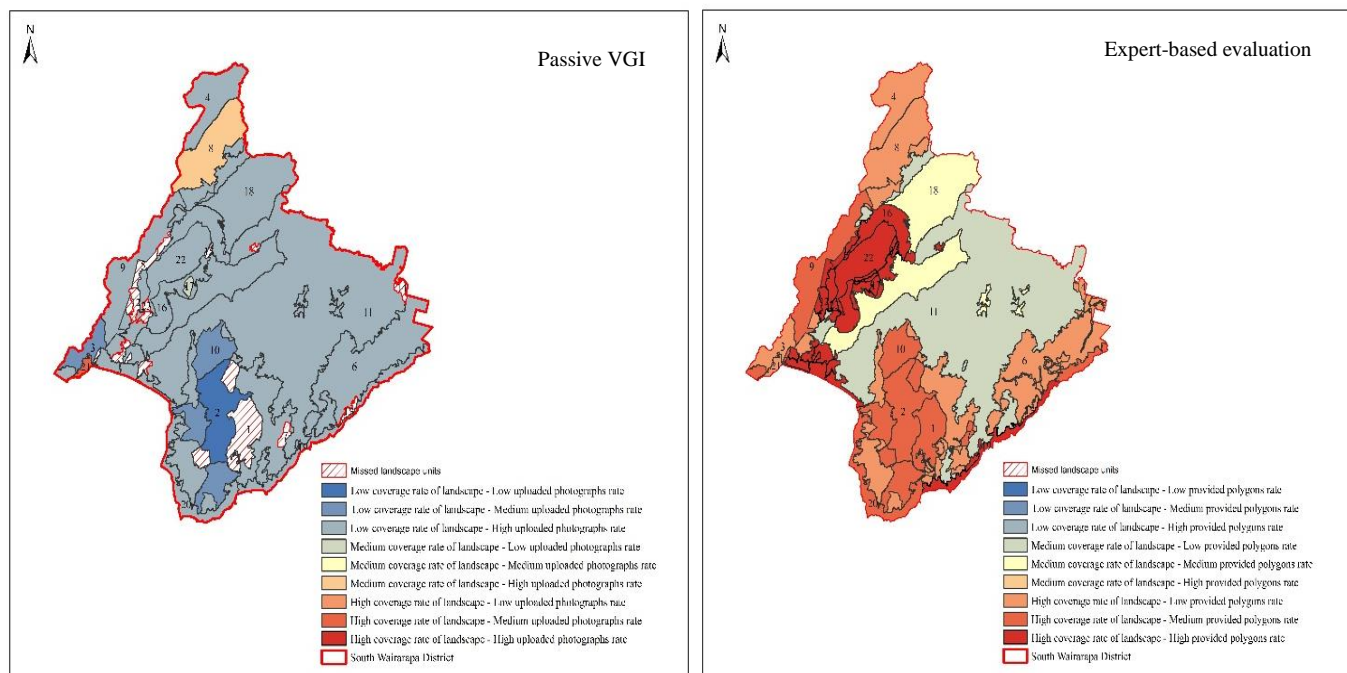 N
Passive VGI
4
8
18
9
22
17
16
11
3
10
6
2
1
20
Missed landscape units
Low coverage rate of landscape - Low uploaded photographs rate
Low coverage rate of landscape - Medium uploaded photographs rate
Low coverage rate of landscape - High uploaded photographs rate
Medium coverage rate of landscape - Low uploaded photographs rate
Medium coverage rate of landscape - Medium uploaded photographs rate
Medium coverage rate of landscape - High uploaded photographs rate
High coverage rate of landscape - Low uploaded photographs rate
High coverage rate of landscape - Medium uploaded photographs rate
High coverage rate of landscape - High uploaded photographs rate
South Wairarapa District
N
Expert-based evaluation
4
8
18
16
22
9
11
3
10
6
2
1
20
Missed landscape units
Low coverage rate of landscape - Low provided polygons rate
Low coverage rate of landscape - Medium provided polygons rate
Low coverage rate of landscape - High provided polygons rate
Medium coverage rate of landscape - Low provided polygons rate
Medium coverage rate of landscape - Medium provided polygons rate
Medium coverage rate of landscape - High provided polygons rate
High coverage rate of landscape - Low provided polygons rate
High coverage rate of landscape - Medium provided polygons rate
High coverage rate of landscape - High provided polygons rate
South Wairarapa District